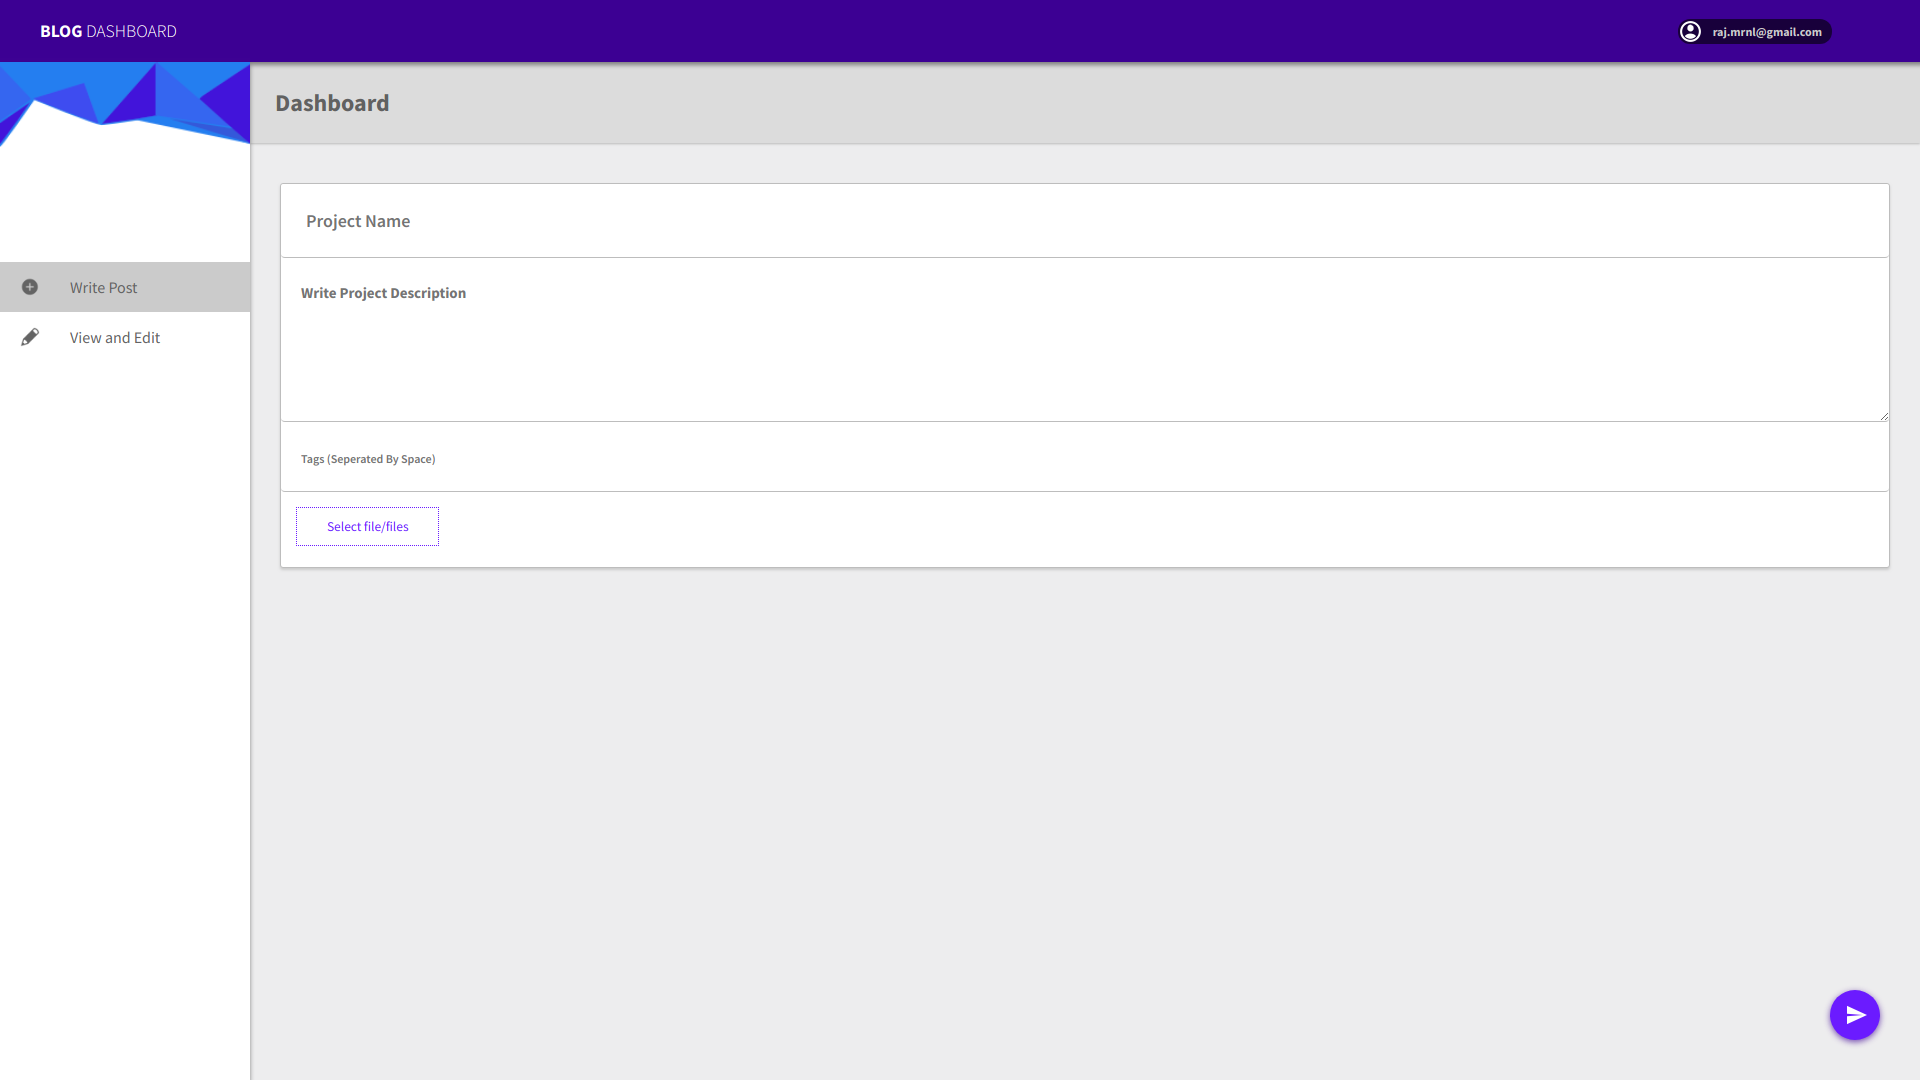 BLOG DASHBOARD
raj.mrnl@gmail.com
Dashboard
Write Post
View and Edit
Project Name
Write Project Description
Tags (Seperated By Space)
Select file/files